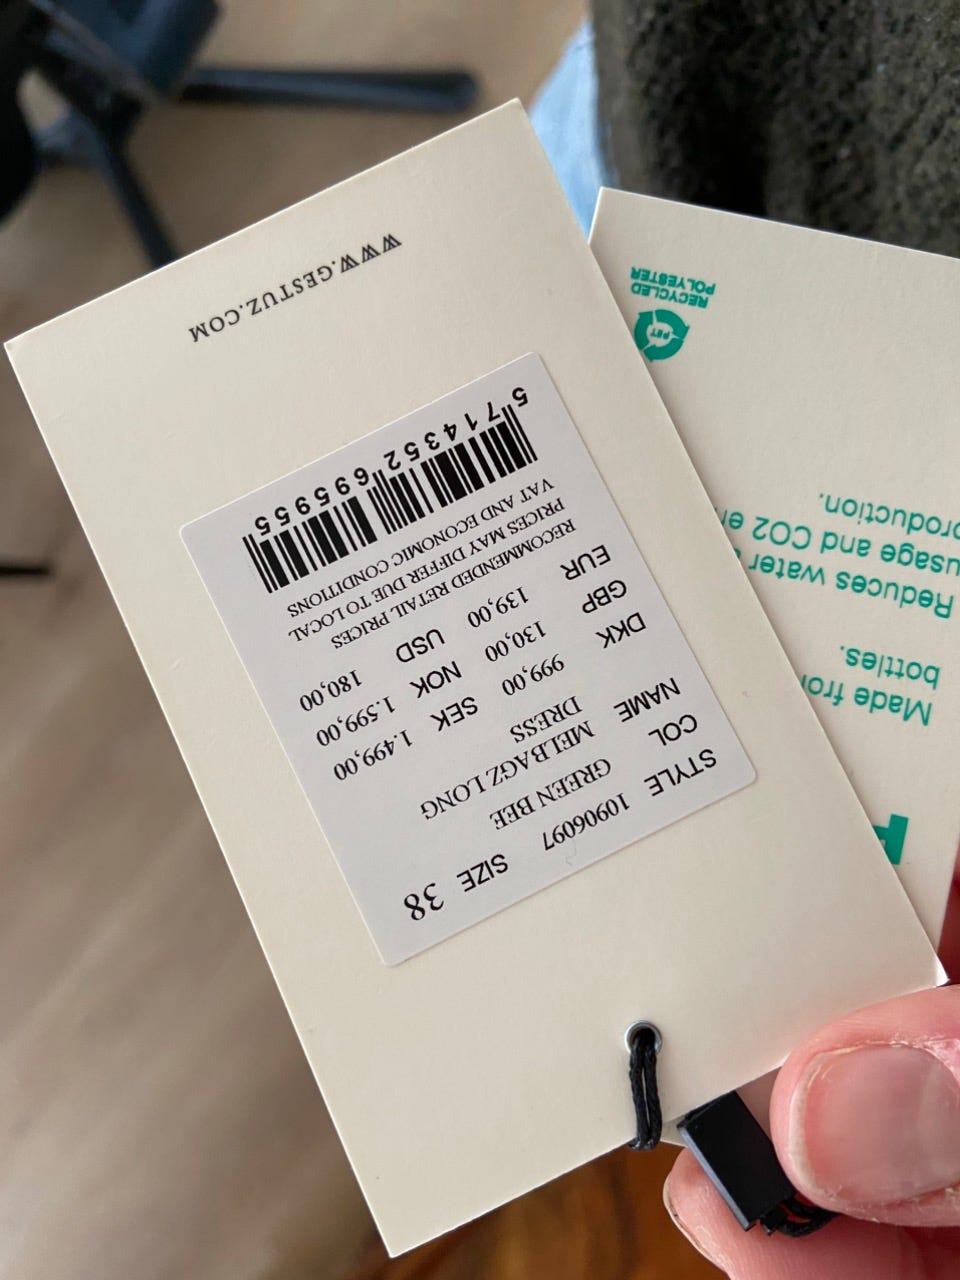 STYLE 10906097 SIZE 38
COL GREEN BEE
NAME MELBAGZ LONG
DRESS
DKK 999,00 SEK 1.499,00
GBP 130,00 NOK 1.599,00
EUR 139,00 USD 180,00
RECOMMENDED RETAIL PRICES
PRICES MAY DIFFER DUE TO LOCAL
VAT AND ECONOMIC CONDITIONS
5 714352 695955
WWW.GESTUZ.COM
Made
bottles.
Reduces water
usage and CO2
production.
PET
RECYCLED
POLYESTER